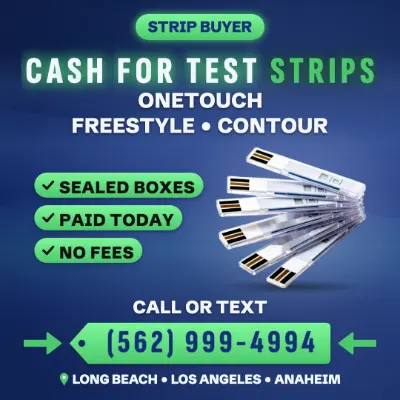 STRIP BUYER
CASH FOR TEST STRIPS
ONETOUCH
FREESTYLE • CONTOUR
✓ SEALED BOXES
✓ PAID TODAY
✓ NO FEES
CALL OR TEXT
(562) 999-4994
LONG BEACH • LOS ANGELES • ANAHEIM